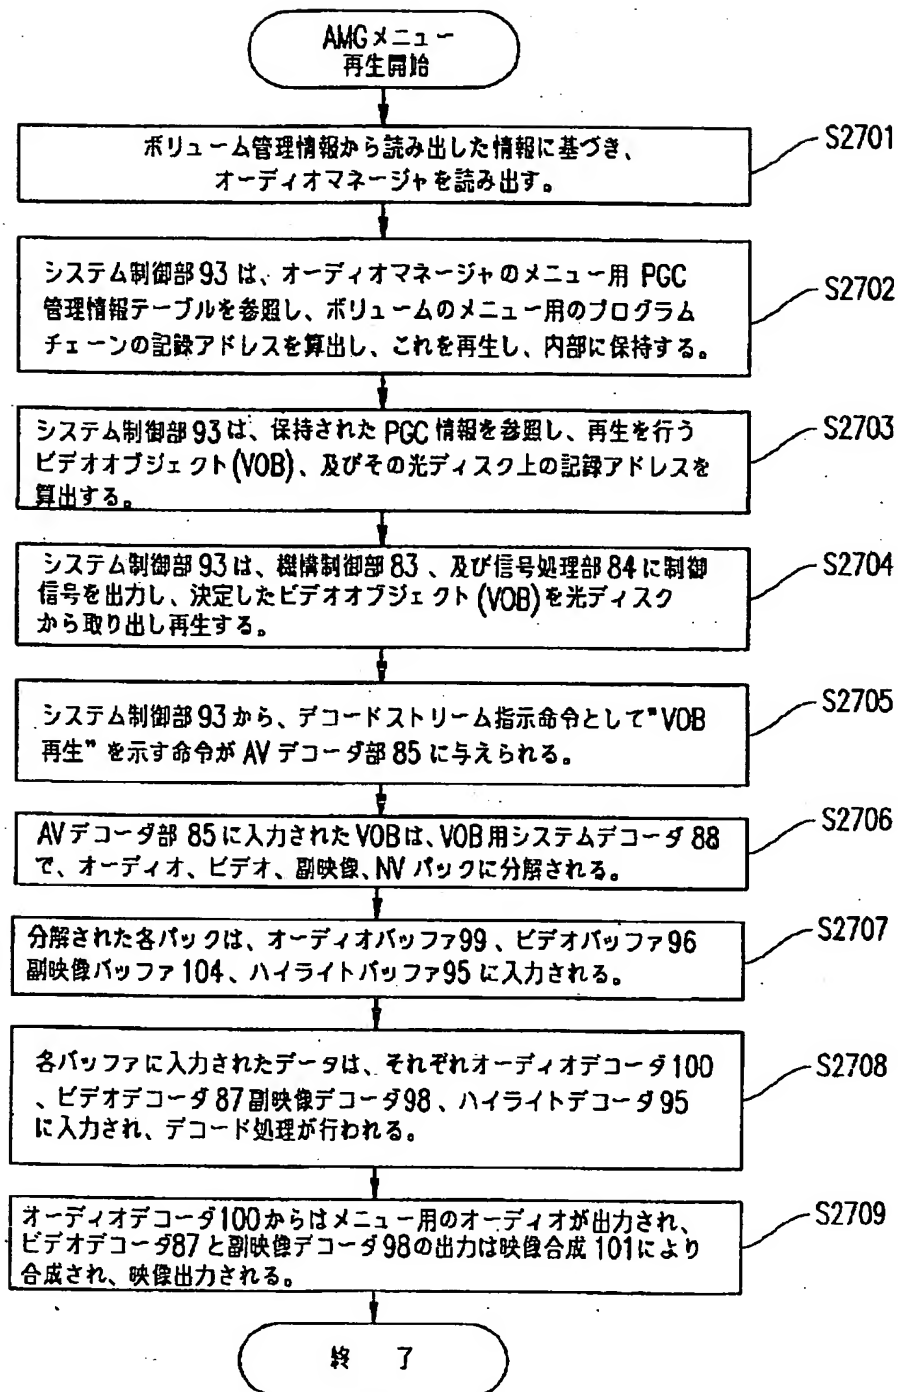 AMGメニュー
再生開始
ボリューム管理情報から読み出した情報に基づき、
オーディオマネージャを読み出す。
S2701
システム制御部93は、オーディオマネージャのメニュー用 PGC
管理情報テーブルを参照し、ボリュームのメニュー用のプログラム
チェーンの記録アドレスを算出し、これを再生し、内部に保持する。
S2702
システム制御部93は、保持されたPGC情報を参照し、再生を行う
ビデオオブジェクト(VOB)、及びその光ディスク上の記録アドレスを
算出する。
S2703
システム制御部93は、機構制御部83、及び信号処理部84に制御
信号を出力し、決定したビデオオブジェクト(VOB)を光ディスク
から取り出し再生する。
S2704
システム制御部93から、デコードストリーム指示命令として"VOB
再生"を示す命令がAVデコーダ部85に与えられる。
S2705
AVデコーダ部85に入力されたVOBは、VOB用システムデコーダ88
で、オーディオ、ビデオ、副映像、NVパックに分解される。
S2706
分解された各パックは、オーディオバッファ99、ビデオバッファ96
副映像バッファ104、ハイライトバッファ95に入力される。
S2707
各バッファに入力されたデータは、それぞれオーディオデコーダ100
、ビデオデコーダ87副映像デコーダ98、ハイライトデコーダ95
に入力され、デコード処理が行われる。
S2708
オーディオデコーダ100からはメニュー用のオーディオが出力され、
ビデオデコーダ87と副映像デコーダ98の出力は映像合成101により
合成され、映像出力される。
S2709
終 了